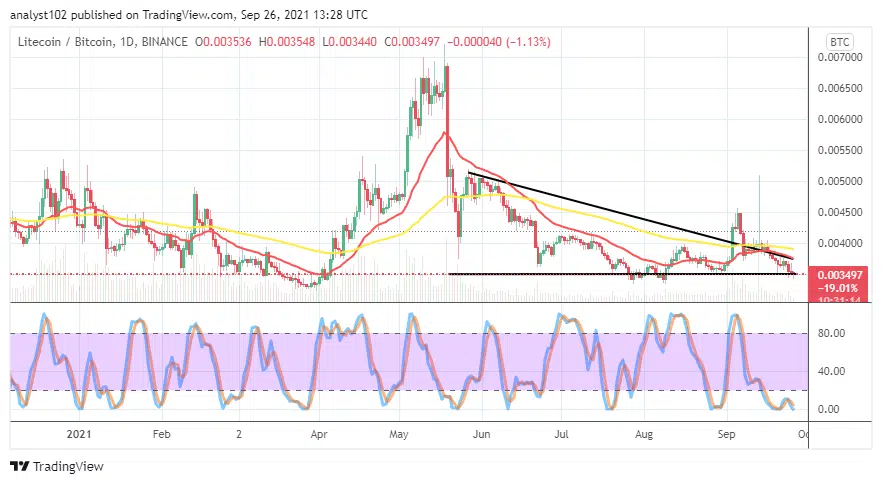 analyst102 published on TradingView.com, Sep 26, 2021 13:28 UTC
Litecoin / Bitcoin, 1D, BINANCE O0.003536 H0.003548 L0.003440 C0.003497 −0.000040 (−1.13%)
BTC
0.007000
0.006500
0.006000
0.005500
0.005000
0.004500
0.004000
0.003497
−19.01%
10:31:14
80.00
40.00
0.00
2021 Feb 2 Apr May Jun Jul Aug Sep
TradingView